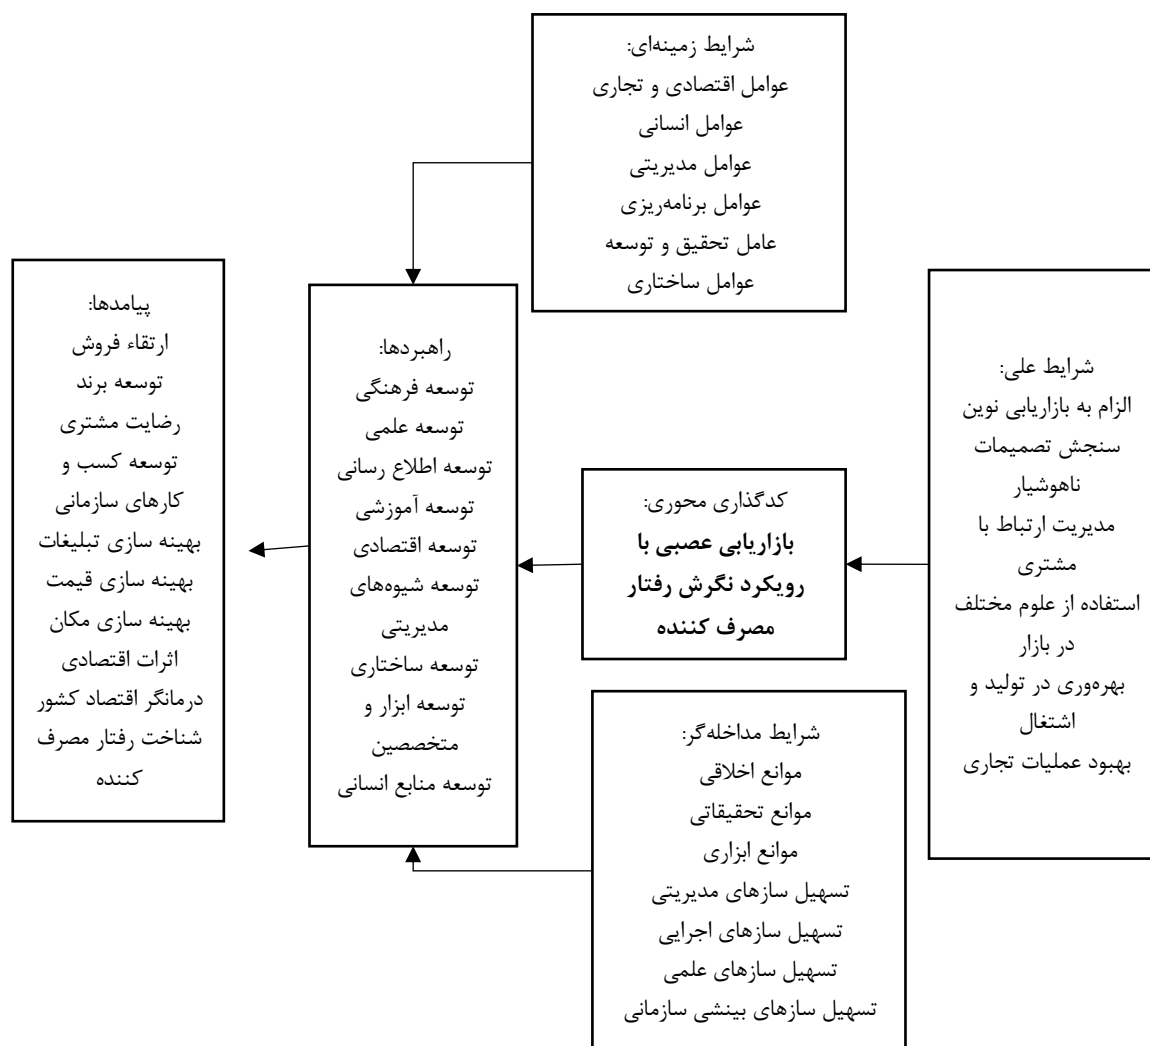 شرایط زمینه‌ای:
عوامل اقتصادی و تجاری
عوامل انسانی
عوامل مدیریتی
عوامل برنامه‌ریزی
عامل تحقیق و توسعه
عوامل ساختاری
شرایط علی:
الزام به بازاریابی نوین
سنجش تصمیمات
ناهوشیار
مدیریت ارتباط با
مشتری
استفاده از علوم مختلف
در بازار
بهره‌وری در تولید و
اشتغال
بهبود عملیات تجاری
کدگذاری محوری:
بازاریابی عصبی با
رویکرد نگرش رفتار
مصرف کننده
راهبردها:
توسعه فرهنگی
توسعه علمی
توسعه اطلاع رسانی
توسعه آموزشی
توسعه اقتصادی
توسعه شیوه‌های
مدیریتی
توسعه ساختاری
توسعه ابزار و
متخصصین
توسعه منابع انسانی
پیامدها:
ارتقاء فروش
توسعه برند
رضایت مشتری
توسعه کسب و
کارهای سازمانی
بهینه سازی تبلیغات
بهینه سازی قیمت
بهینه سازی مکان
اثرات اقتصادی
درمانگر اقتصاد کشور
شناخت رفتار مصرف
کننده
شرایط مداخله‌گر:
موانع اخلاقی
موانع تحقیقاتی
موانع ابزاری
تسهیل سازهای مدیریتی
تسهیل سازهای اجرایی
تسهیل سازهای علمی
تسهیل سازهای بینشی سازمانی